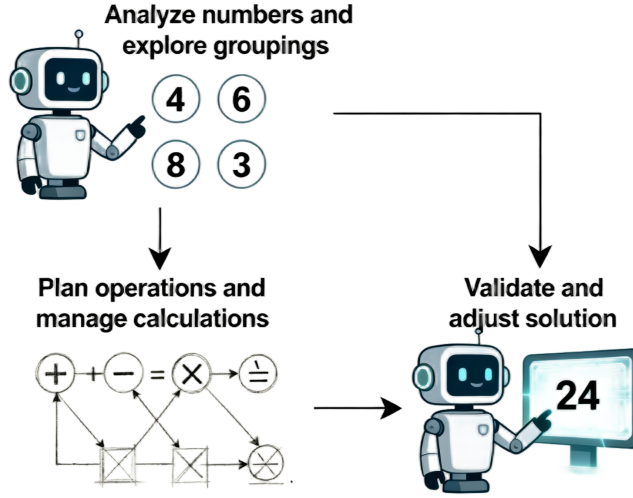 Analyze numbers and
explore groupings
4 6
8 3
Plan operations and
manage calculations
+ + − = × ÷
Validate and
adjust solution
24